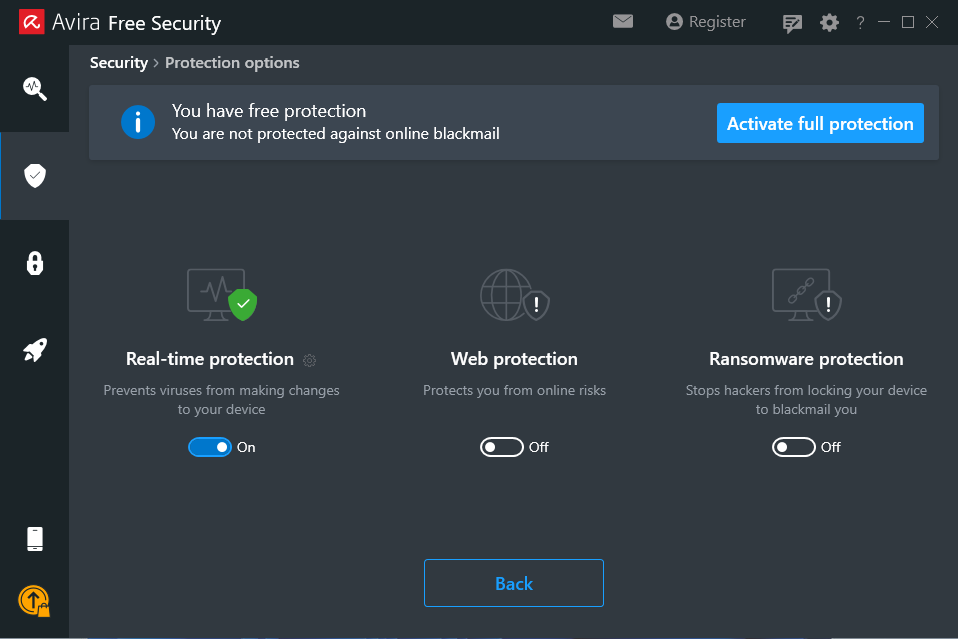 Avira Free Security
Register
?
Security > Protection options
You have free protection
You are not protected against online blackmail
Activate full protection
Real-time protection
Prevents viruses from making changes
to your device
On
Web protection
Protects you from online risks
Off
Ransomware protection
Stops hackers from locking your device
to blackmail you
Off
Back